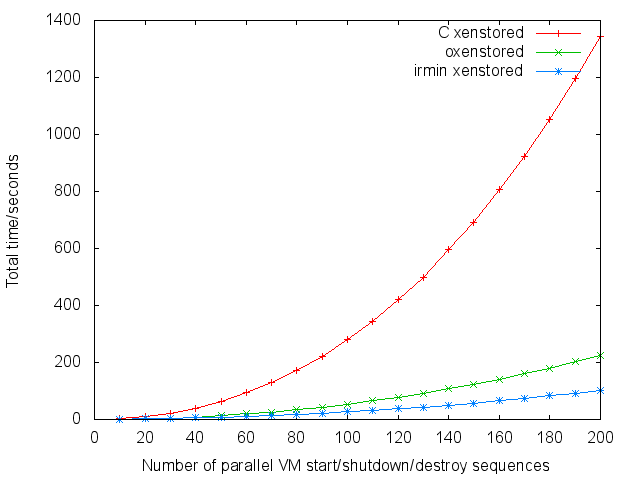 1400
1200
1000
800
600
400
200
0
Total time/seconds
C xenstored
oxenstored
irmin xenstored
0 20 40 60 80 100 120 140 160 180 200
Number of parallel VM start/shutdown/destroy sequences